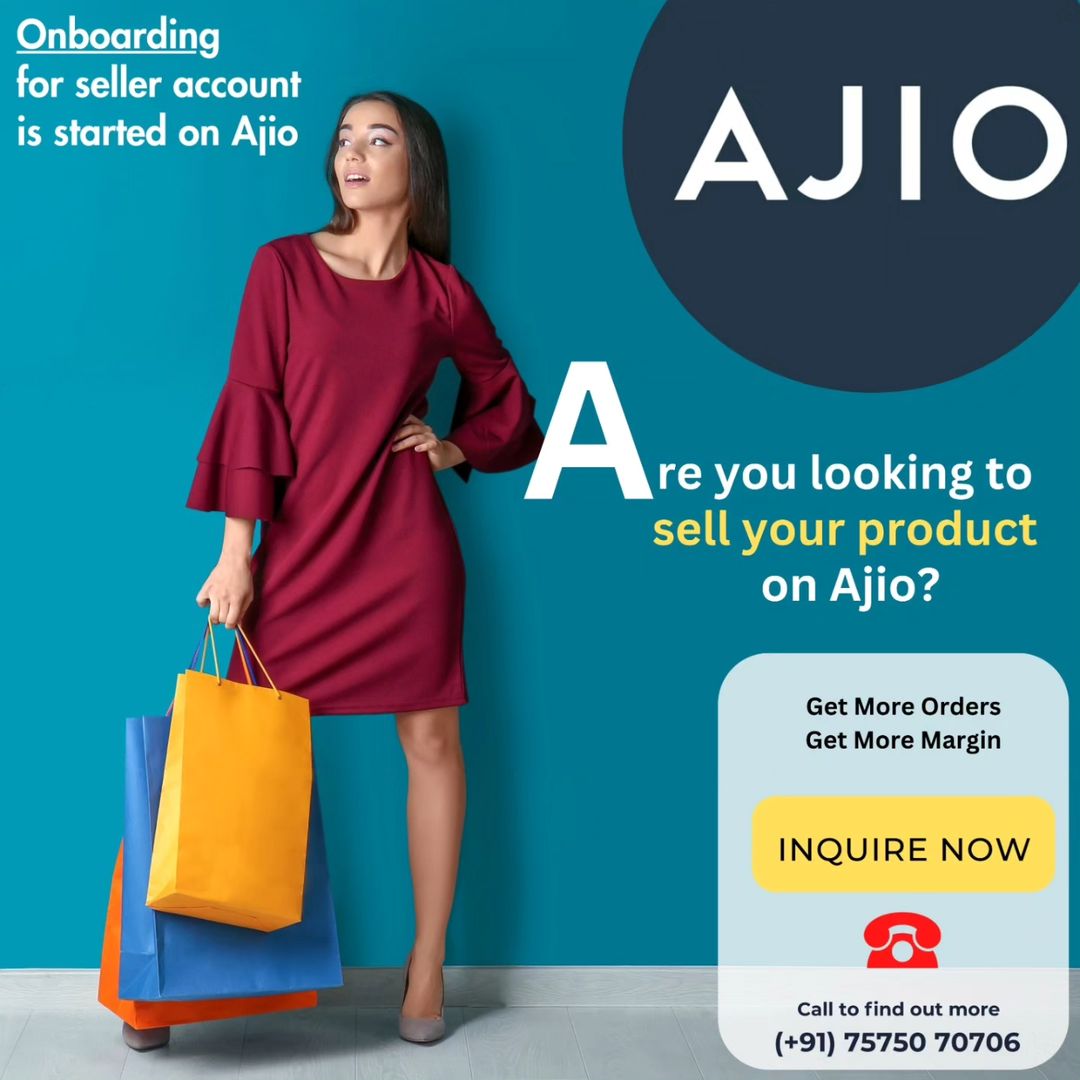 Onboarding
for seller account
is started on Ajio
AJIO
Are you looking to
sell your product
on Ajio?
Get More Orders
Get More Margin
INQUIRE NOW
Call to find out more
(+91) 75750 70706